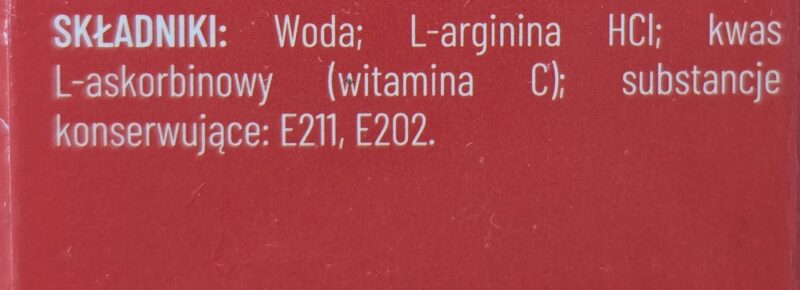 SKŁADNIKI: Woda; L-arginina HCl; kwas
L-askorbinowy (witamina C); substancje
konserwujące: E211, E202.